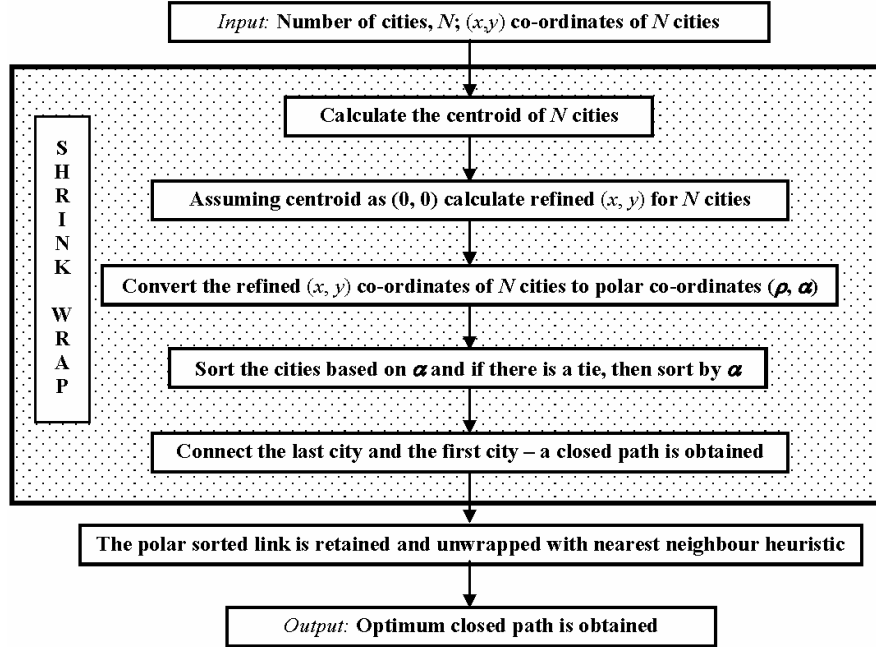 Input: Number of cities, N; (x,y) co-ordinates of N cities
SHRINK WRAP
Calculate the centroid of N cities
Assuming centroid as (0, 0) calculate refined (x, y) for N cities
Convert the refined (x, y) co-ordinates of N cities to polar co-ordinates (ρ, α)
Sort the cities based on α and if there is a tie, then sort by α
Connect the last city and the first city – a closed path is obtained
The polar sorted link is retained and unwrapped with nearest neighbour heuristic
Output: Optimum closed path is obtained